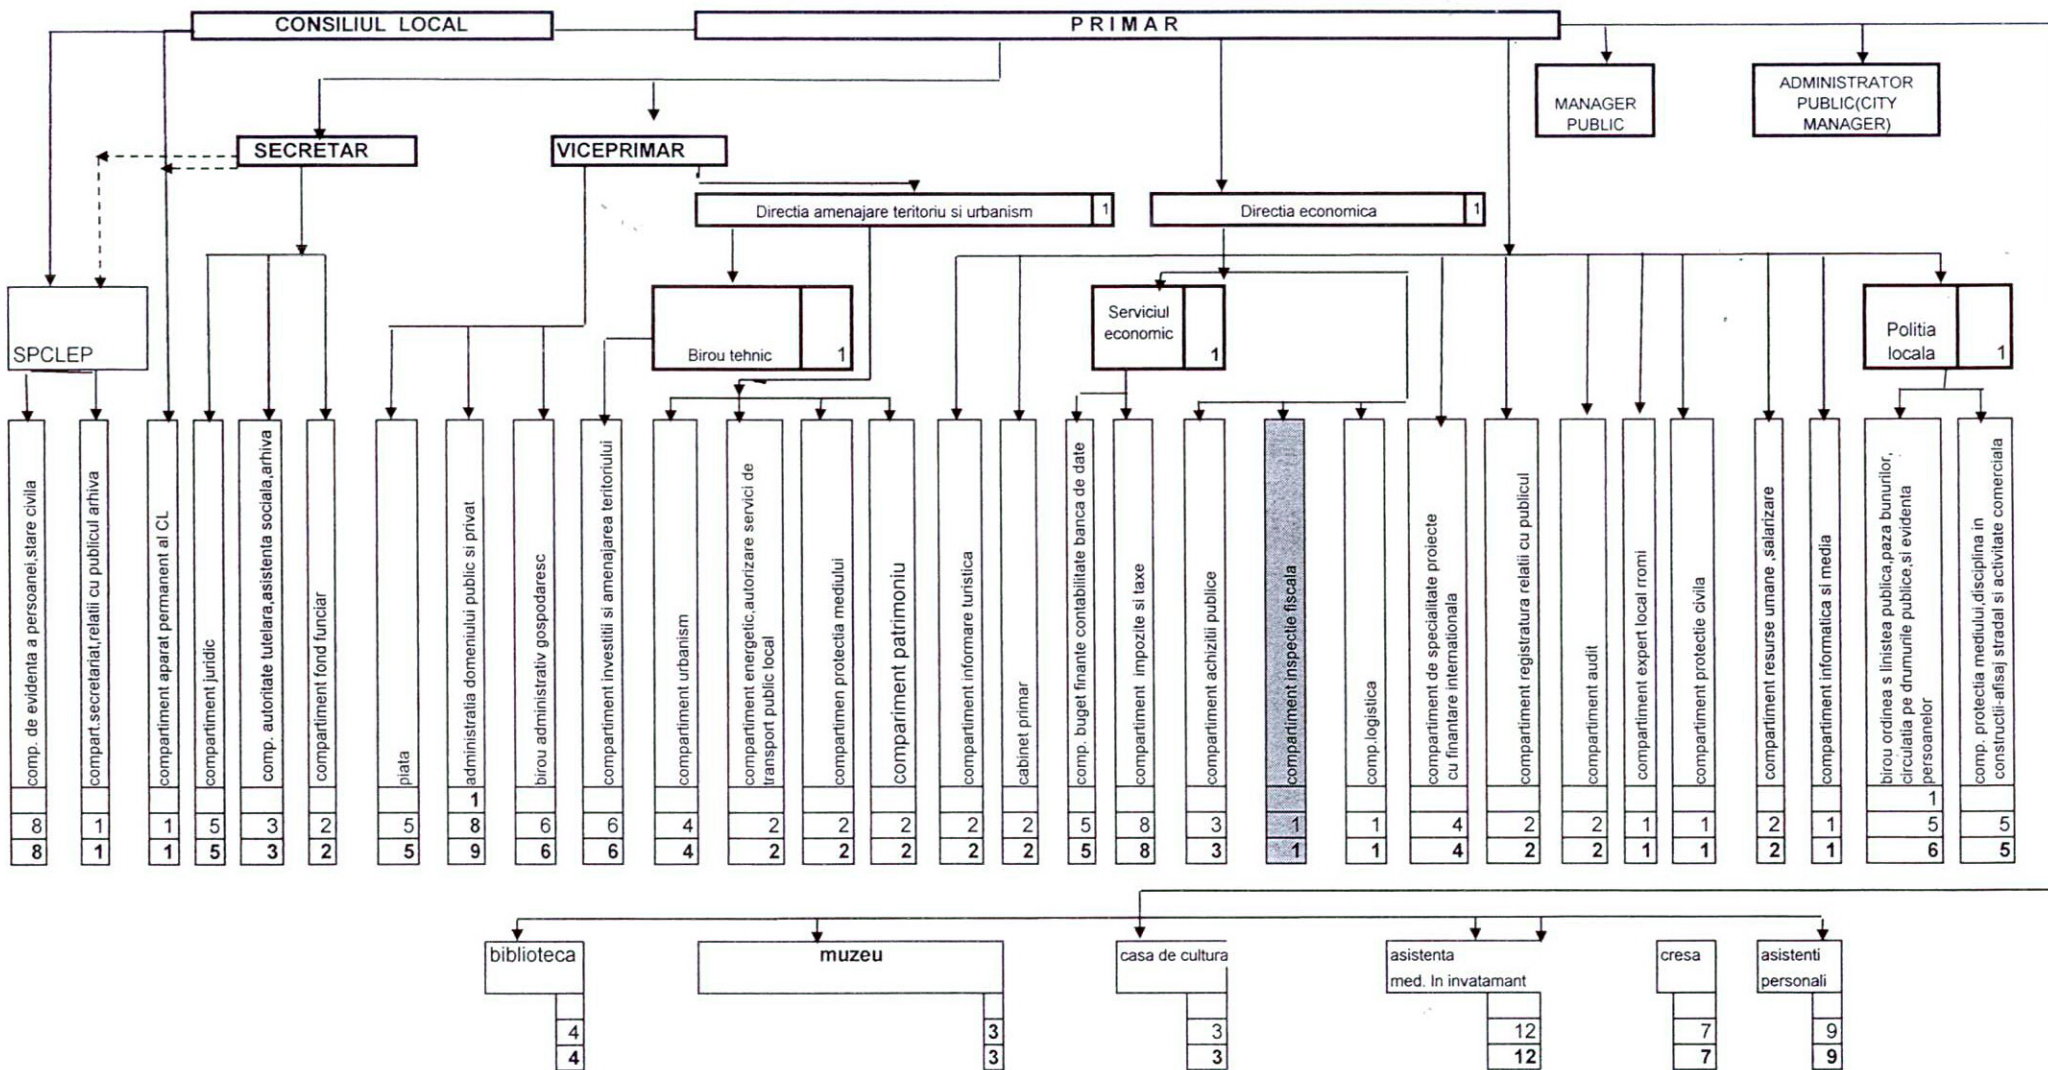 CONSILIUL LOCAL
PRIMAR
MANAGER
PUBLIC
ADMINISTRATOR
PUBLIC(CITY
MANAGER)
SECRETAR
VICEPRIMAR
Directia amenajare teritoriu si urbanism 1
Directia economica 1
SPCLEP
Birou tehnic 1
Serviciul
economic
1
Politia
locala 1
comp. de evidenta a persoanei,stare civila
8
8
compart.secretariat,relatii cu publicul arhiva
1
1
compartiment aparat permanent al CL
1
1
compartiment juridic
5
5
comp. autoritate tutelara,asistenta sociala,arhiva
3
3
compartiment fond funciar
2
2
piata
5
5
administratia domeniului public si privat
1
8
9
birou administrativ gospodaresc
6
6
compartiment investitii si amenajarea teritoriului
6
6
compartiment urbanism
4
4
compartiment energetic,autorizare servici de
transport public local
2
2
compartimen protectia mediului
2
2
compariment patrimoniu
2
2
compartiment informare turistica
2
2
cabinet primar
2
2
comp. buget finante contabilitate banca de date
5
5
compartiment impozite si taxe
8
8
compartiment achizitii publice
3
3
compartiment inspectie fiscala
1
1
comp.logistica
1
1
compartiment de specialitate proiecte
cu finantare internationala
4
4
compartiment registratura relatii cu publicul
2
2
compartiment audit
2
2
compartiment expert local rromi
1
1
compartiment protectie civila
1
1
compartiment resurse umane ,salarizare
2
2
compartiment informatica si media
1
1
birou ordinea s linistea publica,paza bunurilor,
circulatia pe drumurile publice,si evidenta
persoanelor
1
5
6
comp. protectia mediului,disciplina in
constructii-afisaj stradal si activitate comerciala
5
5
biblioteca
4
4
muzeu
3
3
casa de cultura
3
3
asistenta
med. In invatamant
12
12
cresa
7
7
asistenti
personali
9
9